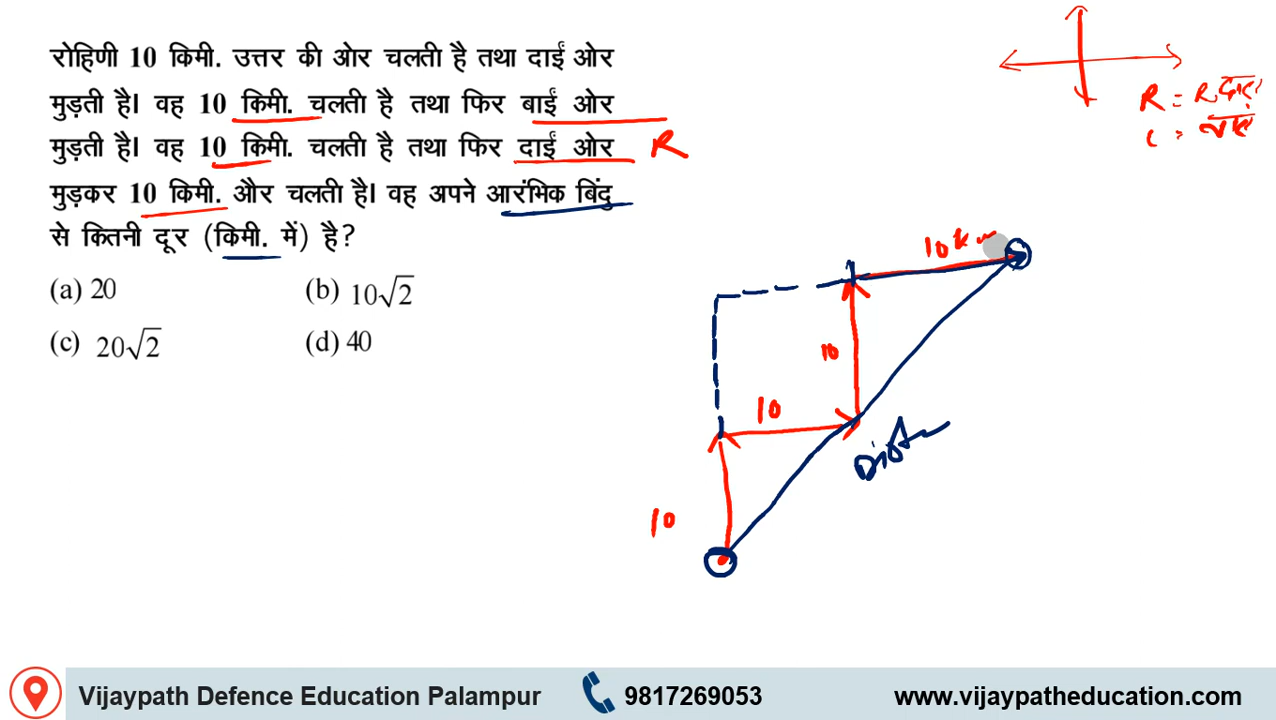 रोहिणी 10 किमी. उत्तर की ओर चलती है तथा दाईं ओर
मुड़ती है। वह 10 किमी. चलती है तथा फिर बाईं ओर
मुड़ती है। वह 10 किमी. चलती है तथा फिर दाईं ओर R
मुड़कर 10 किमी. और चलती है। वह अपने आरंभिक बिंदु
से कितनी दूर (किमी. में) है?
(a) 20 (b) 10√2
(c) 20√2 (d) 40
R = R
10 km
10
10
10
Vijaypath Defence Education Palampur 9817269053 www.vijaypatheducation.com